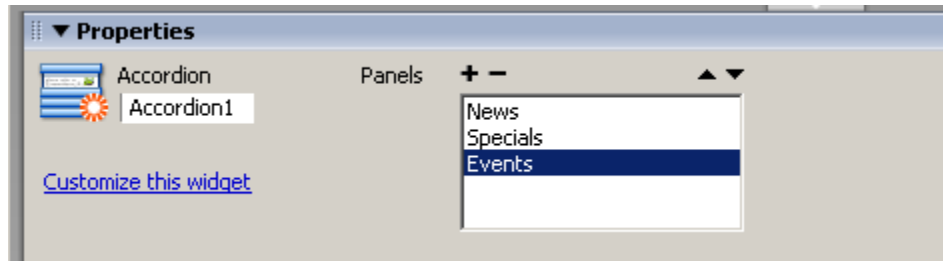 Properties
Accordion
Panels
Accordion1
News
Specials
Events
Customize this widget